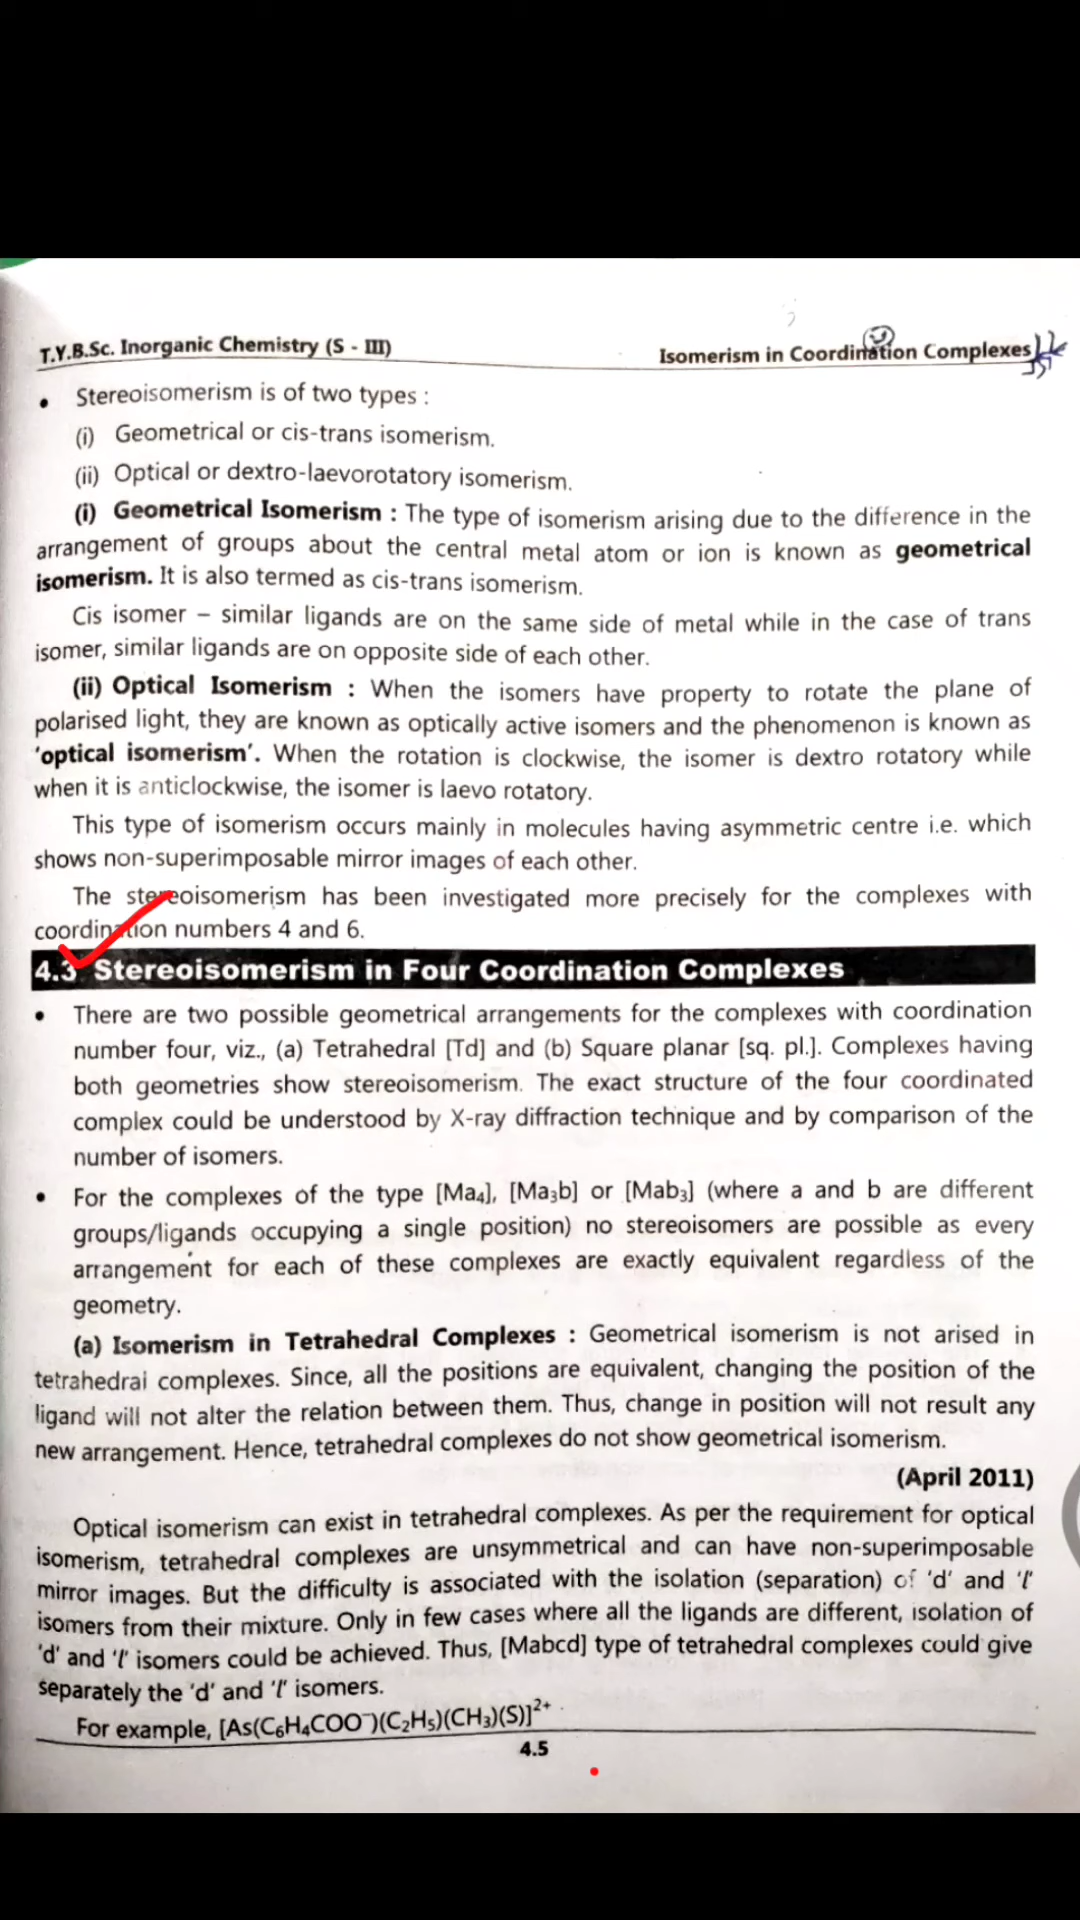 T.Y.B.Sc. Inorganic Chemistry (S - III)
Isomerism in Coordination Complexes
• Stereoisomerism is of two types :
(i) Geometrical or cis-trans isomerism.
(ii) Optical or dextro-laevorotatory isomerism.
(i) Geometrical Isomerism : The type of isomerism arising due to the difference in the
arrangement of groups about the central metal atom or ion is known as geometrical
isomerism. It is also termed as cis-trans isomerism.
Cis isomer – similar ligands are on the same side of metal while in the case of trans
isomer, similar ligands are on opposite side of each other.
(ii) Optical Isomerism : When the isomers have property to rotate the plane of
polarised light, they are known as optically active isomers and the phenomenon is known as
'optical isomerism'. When the rotation is clockwise, the isomer is dextro rotatory while
when it is anticlockwise, the isomer is laevo rotatory.
This type of isomerism occurs mainly in molecules having asymmetric centre i.e. which
shows non-superimposable mirror images of each other.
The stereoisomerism has been investigated more precisely for the complexes with
coordination numbers 4 and 6.
4.3 Stereoisomerism in Four Coordination Complexes
• There are two possible geometrical arrangements for the complexes with coordination
number four, viz., (a) Tetrahedral [Td] and (b) Square planar [sq. pl.]. Complexes having
both geometries show stereoisomerism. The exact structure of the four coordinated
complex could be understood by X-ray diffraction technique and by comparison of the
number of isomers.
• For the complexes of the type [Ma₄], [Ma₃b] or [Mab₃] (where a and b are different
groups/ligands occupying a single position) no stereoisomers are possible as every
arrangement for each of these complexes are exactly equivalent regardless of the
geometry.
(a) Isomerism in Tetrahedral Complexes : Geometrical isomerism is not arised in
tetrahedral complexes. Since, all the positions are equivalent, changing the position of the
ligand will not alter the relation between them. Thus, change in position will not result any
new arrangement. Hence, tetrahedral complexes do not show geometrical isomerism.
(April 2011)
Optical isomerism can exist in tetrahedral complexes. As per the requirement for optical
isomerism, tetrahedral complexes are unsymmetrical and can have non-superimposable
mirror images. But the difficulty is associated with the isolation (separation) of 'd' and 'l'
isomers from their mixture. Only in few cases where all the ligands are different, isolation of
'd' and 'l' isomers could be achieved. Thus, [Mabcd] type of tetrahedral complexes could give
separately the 'd' and 'l' isomers.
For example, [As(C₆H₄COO⁻)(C₂H₅)(CH₃)(S)]²⁺
4.5